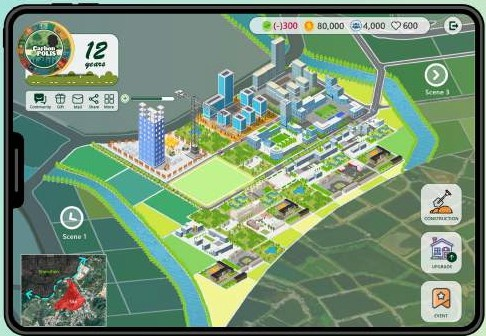 Carbon
POLIS
12
years
(-)300
80,000
4,000
600
Community
Gift
Mail
Share
More
Scene 3
Scene 1
CONSTRUCTION
UPGRADE
EVENT